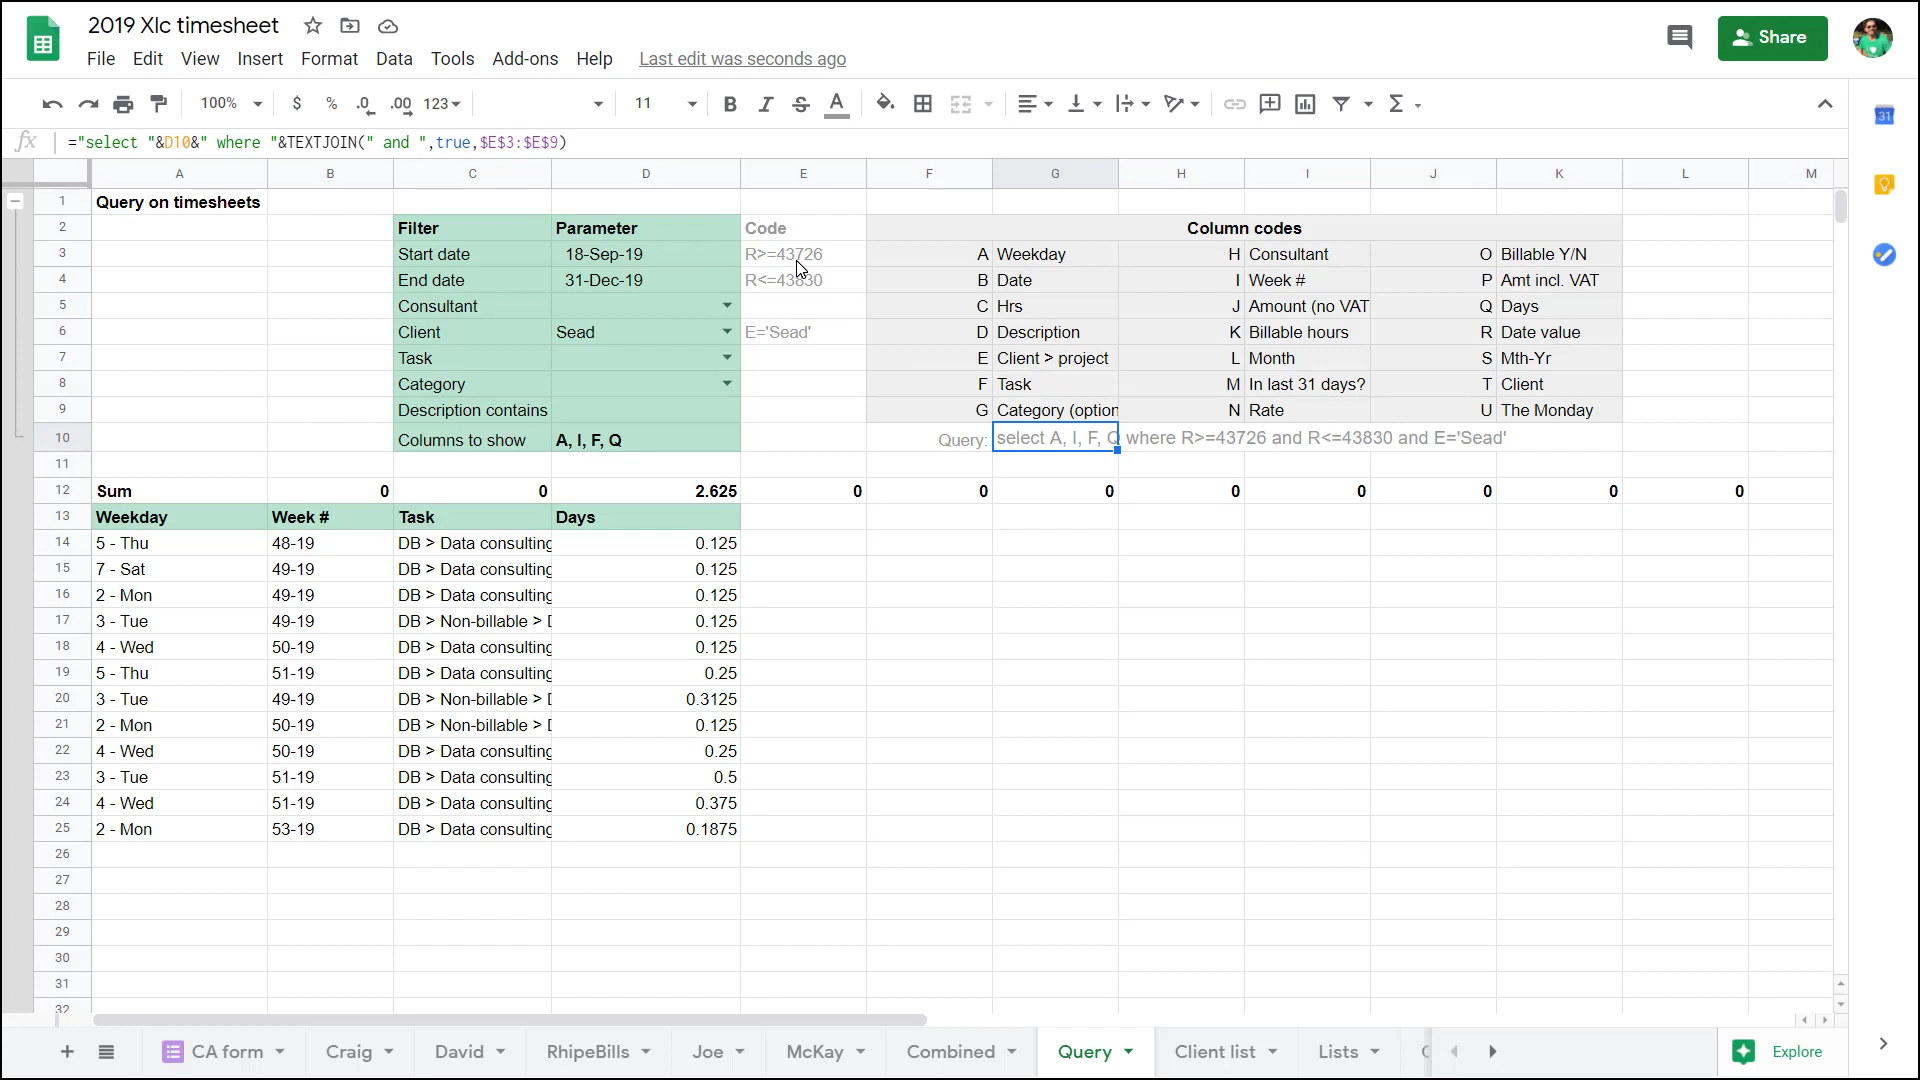 2019 Xlc timesheet
File Edit View Insert Format Data Tools Add-ons Help Last edit was seconds ago
Share
100% $ % .0 .00 123 11 B I S A Σ
31
fx ="select "&D10&" where "&TEXTJOIN(" and ",true,$E$3:$E$9)
A B C D E F G H I J K L M
1 Query on timesheets
2 Filter Parameter Code Column codes
3 Start date 18-Sep-19 R>=43726 A Weekday H Consultant O Billable Y/N
4 End date 31-Dec-19 R<=43830 B Date I Week # P Amt incl. VAT
5 Consultant C Hrs J Amount (no VAT Q Days
6 Client Sead E='Sead' D Description K Billable hours R Date value
7 Task E Client > project L Month S Mth-Yr
8 Category F Task M In last 31 days? T Client
9 Description contains G Category (option N Rate U The Monday
10 Columns to show A, I, F, Q Query: select A, I, F, Q where R>=43726 and R<=43830 and E='Sead'
11
12 Sum 0 0 2.625 0 0 0 0 0 0 0 0
13 Weekday Week # Task Days
14 5 - Thu 48-19 DB > Data consulting 0.125
15 7 - Sat 49-19 DB > Data consulting 0.125
16 2 - Mon 49-19 DB > Data consulting 0.125
17 3 - Tue 49-19 DB > Non-billable > 0.125
18 4 - Wed 50-19 DB > Data consulting 0.125
19 5 - Thu 51-19 DB > Data consulting 0.25
20 3 - Tue 49-19 DB > Non-billable > 0.3125
21 2 - Mon 50-19 DB > Non-billable > 0.125
22 4 - Wed 50-19 DB > Data consulting 0.25
23 3 - Tue 51-19 DB > Data consulting 0.5
24 4 - Wed 51-19 DB > Data consulting 0.375
25 2 - Mon 53-19 DB > Data consulting 0.1875
26
27
28
29
30
31
32
+ CA form Craig David RhipeBills Joe McKay Combined Query Client list Lists Explore